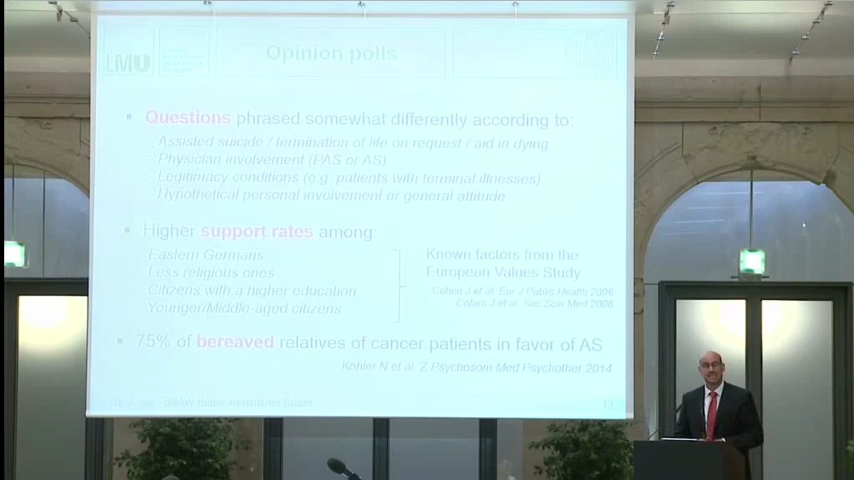 LMU
Opinion polls
Questions phrased somewhat differently according to:
- Assisted suicide / termination of life on request / aid in dying
- Physician involvement (PAS or AS)
- Legitimacy conditions (e.g. patients with terminal illnesses)
- Hypothetical personal involvement or general attitude
Higher support rates among
Eastern Germans
Less religious ones
Citizens with a higher education
Younger/Middle-aged citizens
Known factors from the
European Values Study
Cohen J et al. Eur J Public Health 2006
Cohen J et al. Soc Sci Med 2006
75% of bereaved relatives of cancer patients in favor of AS
Köhler N et al. Z Psychosom Med Psychother 2014